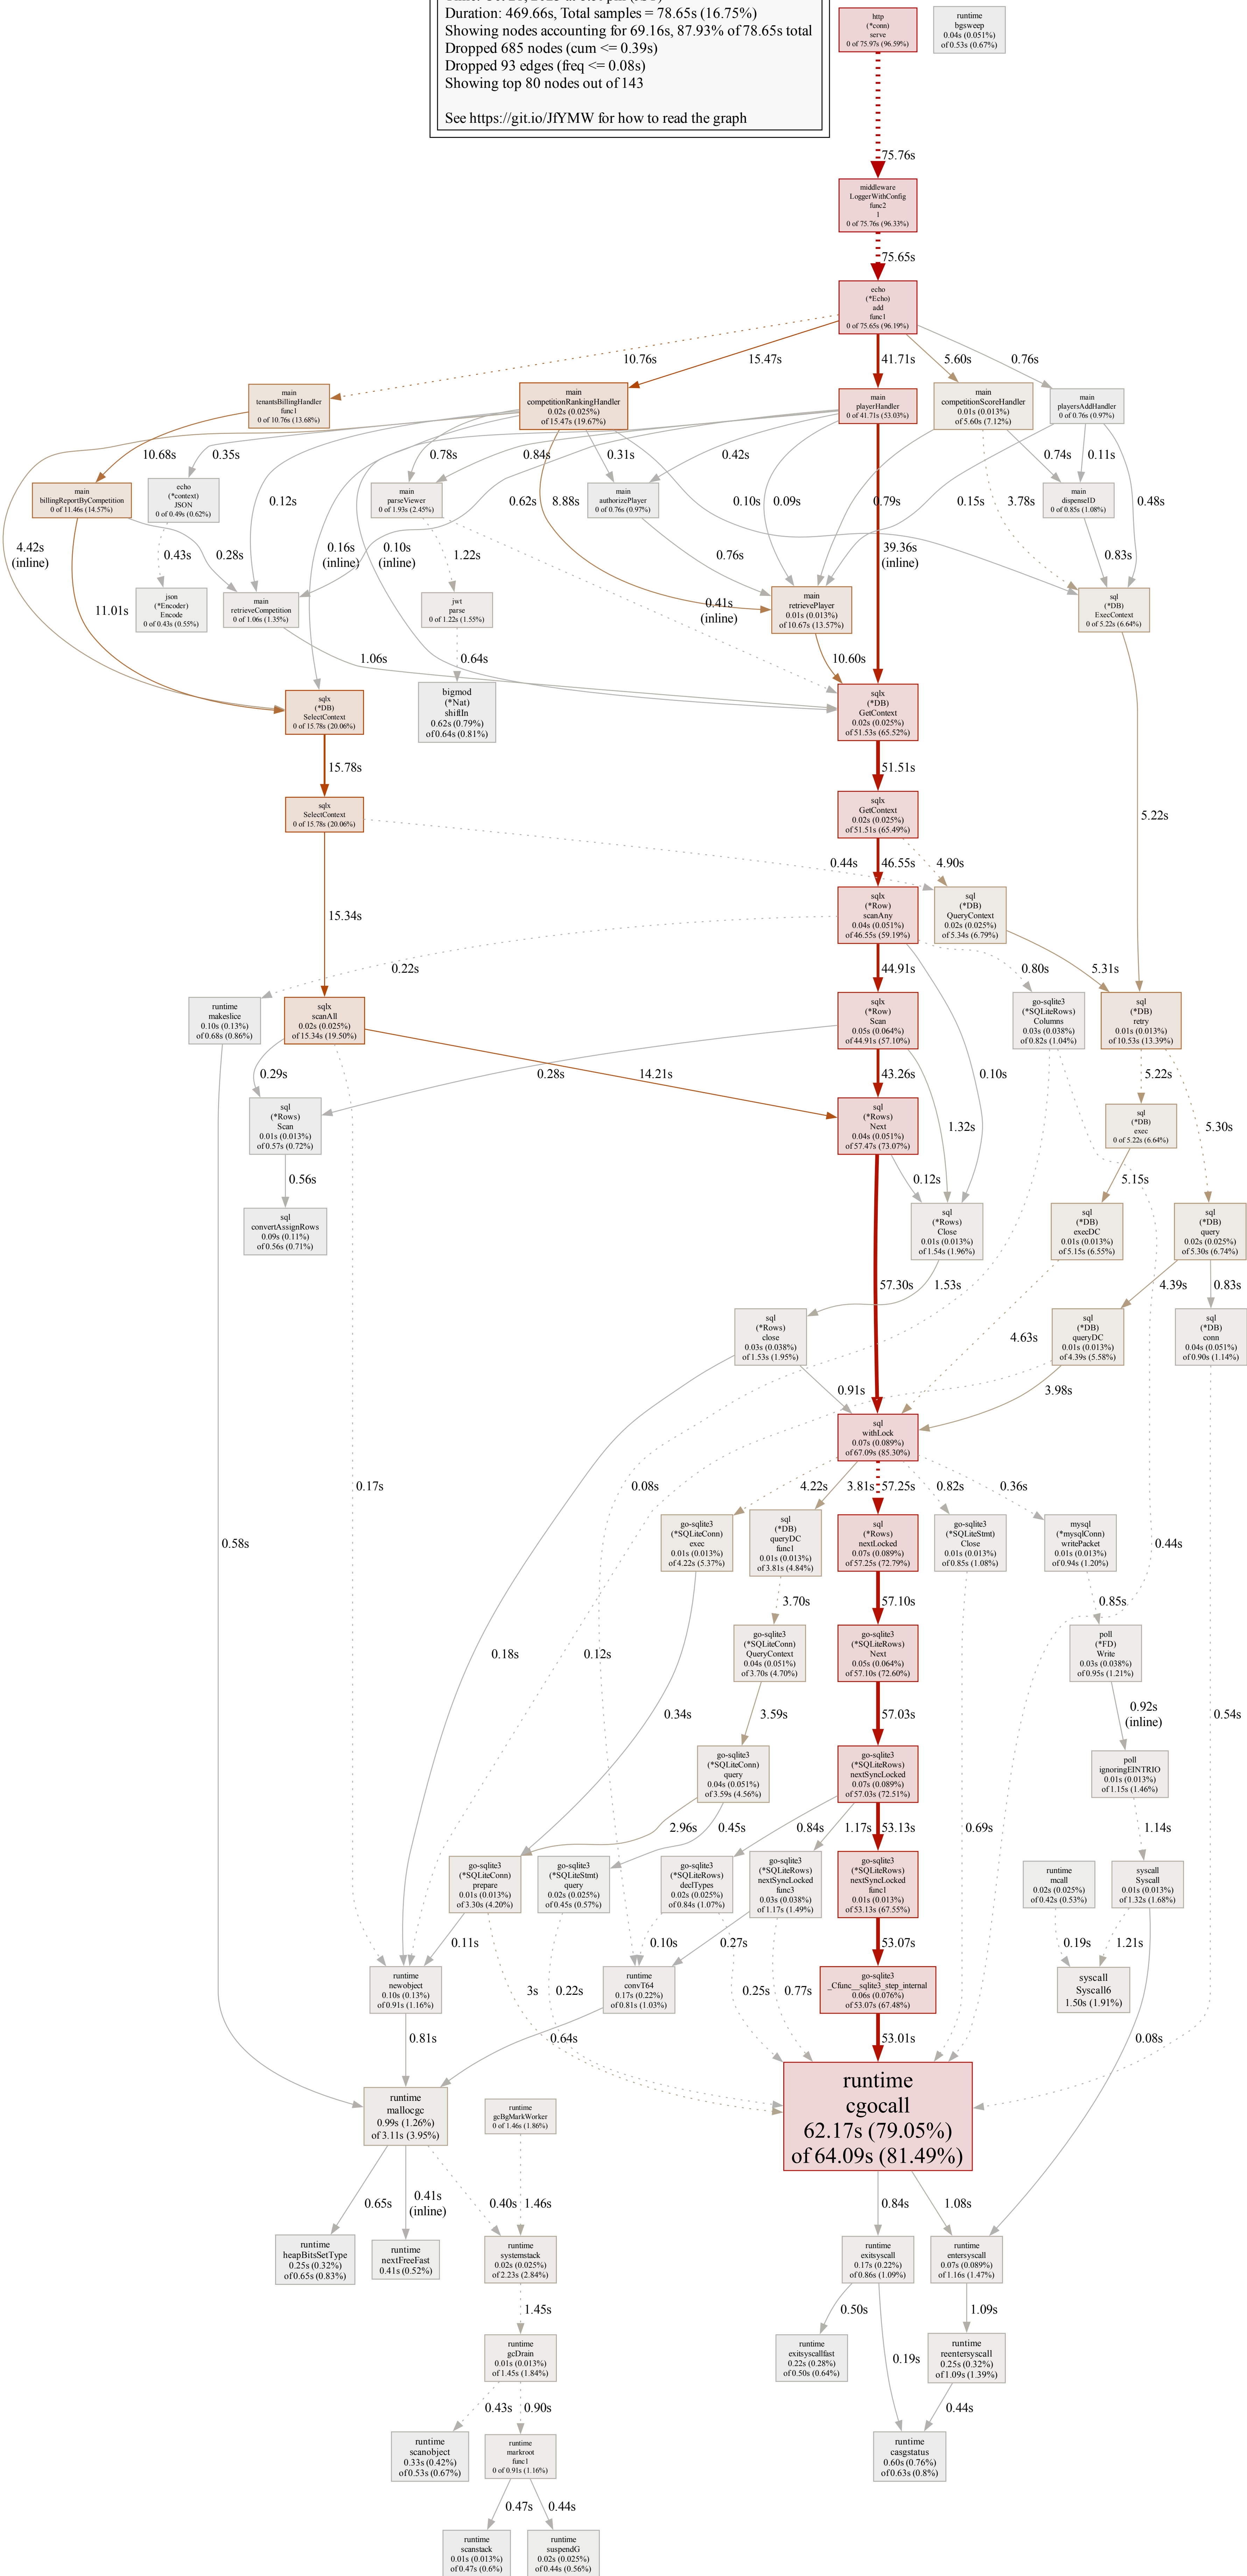 Duration: 469.66s, Total samples = 78.65s (16.75%)
Showing nodes accounting for 69.16s, 87.93% of 78.65s total
Dropped 685 nodes (cum <= 0.39s)
Dropped 93 edges (freq <= 0.08s)
Showing top 80 nodes out of 143
See https://git.io/JfYMW for how to read the graph
http
(*conn)
serve
0 of 75.97s (96.59%)
runtime
bgsweep
0.04s (0.051%)
of 0.53s (0.67%)
75.76s
middleware
LoggerWithConfig
func2
1
0 of 75.76s (96.33%)
75.65s
echo
(*Echo)
add
func1
0 of 75.65s (96.19%)
10.76s
15.47s
41.71s
5.60s
0.76s
main
tenantsBillingHandler
func1
0 of 10.76s (13.68%)
main
competitionRankingHandler
0.02s (0.025%)
of 15.47s (19.67%)
main
playerHandler
0 of 41.71s (53.03%)
main
competitionScoreHandler
0.01s (0.013%)
of 5.60s (7.12%)
main
playersAddHandler
0 of 0.76s (0.97%)
10.68s
0.35s
0.78s
0.84s
0.31s
0.42s
0.74s
0.11s
main
billingReportByCompetition
0 of 11.46s (14.57%)
echo
(*context)
JSON
0 of 0.49s (0.62%)
0.12s
main
parseViewer
0 of 1.93s (2.45%)
0.62s
8.88s
main
authorizePlayer
0 of 0.76s (0.97%)
0.10s
0.09s
0.79s
0.15s
3.78s
main
dispenseID
0 of 0.85s (1.08%)
0.48s
4.42s
(inline)
0.43s
0.28s
0.16s
(inline)
0.10s
(inline)
1.22s
0.76s
39.36s
(inline)
0.83s
11.01s
json
(*Encoder)
Encode
0 of 0.43s (0.55%)
main
retrieveCompetition
0 of 1.06s (1.35%)
jwt
parse
0 of 1.22s (1.55%)
0.41s
(inline)
main
retrievePlayer
0.01s (0.013%)
of 10.67s (13.57%)
sql
(*DB)
ExecContext
0 of 5.22s (6.64%)
1.06s
0.64s
10.60s
sqlx
(*DB)
SelectContext
0 of 15.78s (20.06%)
bigmod
(*Nat)
shiftIn
0.62s (0.79%)
of 0.64s (0.81%)
sqlx
(*DB)
GetContext
0.02s (0.025%)
of 51.53s (65.52%)
15.78s
51.51s
5.22s
sqlx
SelectContext
0 of 15.78s (20.06%)
sqlx
GetContext
0.02s (0.025%)
of 51.51s (65.49%)
0.44s
46.55s
4.90s
15.34s
sqlx
(*Row)
scanAny
0.04s (0.051%)
of 46.55s (59.19%)
sql
(*DB)
QueryContext
0.02s (0.025%)
of 5.34s (6.79%)
0.22s
44.91s
0.80s
5.31s
runtime
makeslice
0.10s (0.13%)
of 0.68s (0.86%)
sqlx
scanAll
0.02s (0.025%)
of 15.34s (19.50%)
sqlx
(*Row)
Scan
0.05s (0.064%)
of 44.91s (57.10%)
go-sqlite3
(*SQLiteRows)
Columns
0.03s (0.038%)
of 0.82s (1.04%)
sql
(*DB)
retry
0.01s (0.013%)
of 10.53s (13.39%)
0.29s
0.28s
14.21s
43.26s
0.10s
5.22s
sql
(*Rows)
Scan
0.01s (0.013%)
of 0.57s (0.72%)
sql
(*Rows)
Next
0.04s (0.051%)
of 57.47s (73.07%)
1.32s
sql
(*DB)
exec
0 of 5.22s (6.64%)
5.30s
0.56s
0.12s
5.15s
sql
convertAssignRows
0.09s (0.11%)
of 0.56s (0.71%)
sql
(*Rows)
Close
0.01s (0.013%)
of 1.54s (1.96%)
sql
(*DB)
execDC
0.01s (0.013%)
of 5.15s (6.55%)
sql
(*DB)
query
0.02s (0.025%)
of 5.30s (6.74%)
57.30s
1.53s
4.39s
0.83s
sql
(*Rows)
close
0.03s (0.038%)
of 1.53s (1.95%)
4.63s
sql
(*DB)
queryDC
0.01s (0.013%)
of 4.39s (5.58%)
sql
(*DB)
conn
0.04s (0.051%)
of 0.90s (1.14%)
0.91s
3.98s
sql
withLock
0.07s (0.089%)
of 67.09s (85.30%)
0.17s
0.08s
4.22s
3.81s
57.25s
0.82s
0.36s
0.58s
go-sqlite3
(*SQLiteConn)
exec
0.01s (0.013%)
of 4.22s (5.37%)
sql
(*DB)
queryDC
func1
0.01s (0.013%)
of 3.81s (4.84%)
sql
(*Rows)
nextLocked
0.07s (0.089%)
of 57.25s (72.79%)
go-sqlite3
(*SQLiteStmt)
Close
0.01s (0.013%)
of 0.85s (1.08%)
mysql
(*mysqlConn)
writePacket
0.01s (0.013%)
of 0.94s (1.20%)
0.44s
3.70s
57.10s
0.85s
0.18s
0.12s
go-sqlite3
(*SQLiteConn)
QueryContext
0.04s (0.051%)
of 3.70s (4.70%)
go-sqlite3
(*SQLiteRows)
Next
0.05s (0.064%)
of 57.10s (72.60%)
poll
(*FD)
Write
0.03s (0.038%)
of 0.95s (1.21%)
0.34s
3.59s
57.03s
0.92s
(inline)
0.54s
go-sqlite3
(*SQLiteConn)
query
0.04s (0.051%)
of 3.59s (4.56%)
go-sqlite3
(*SQLiteRows)
nextSyncLocked
0.07s (0.089%)
of 57.03s (72.51%)
poll
ignoringEINTRIO
0.01s (0.013%)
of 1.15s (1.46%)
2.96s
0.45s
0.84s
1.17s
53.13s
0.69s
1.14s
go-sqlite3
(*SQLiteConn)
prepare
0.01s (0.013%)
of 3.30s (4.20%)
go-sqlite3
(*SQLiteStmt)
query
0.02s (0.025%)
of 0.45s (0.57%)
go-sqlite3
(*SQLiteRows)
declTypes
0.02s (0.025%)
of 0.84s (1.07%)
go-sqlite3
(*SQLiteRows)
nextSyncLocked
func3
0.03s (0.038%)
of 1.17s (1.49%)
go-sqlite3
(*SQLiteRows)
nextSyncLocked
func1
0.01s (0.013%)
of 53.13s (67.55%)
runtime
mcall
0.02s (0.025%)
of 0.42s (0.53%)
syscall
Syscall
0.01s (0.013%)
of 1.32s (1.68%)
0.11s
0.10s
0.27s
53.07s
0.19s
1.21s
runtime
newobject
0.10s (0.13%)
of 0.91s (1.16%)
3s
0.22s
runtime
convT64
0.17s (0.22%)
of 0.81s (1.03%)
0.25s
0.77s
go-sqlite3
_Cfunc__sqlite3_step_internal
0.06s (0.076%)
of 53.07s (67.48%)
syscall
Syscall6
1.50s (1.91%)
0.81s
0.64s
53.01s
0.08s
runtime
mallocgc
0.99s (1.26%)
of 3.11s (3.95%)
runtime
gcBgMarkWorker
0 of 1.46s (1.86%)
runtime
cgocall
62.17s (79.05%)
of 64.09s (81.49%)
0.65s
0.41s
(inline)
0.40s
1.46s
0.84s
1.08s
runtime
heapBitsSetType
0.25s (0.32%)
of 0.65s (0.83%)
runtime
nextFreeFast
0.41s (0.52%)
runtime
systemstack
0.02s (0.025%)
of 2.23s (2.84%)
runtime
exitsyscall
0.17s (0.22%)
of 0.86s (1.09%)
runtime
entersyscall
0.07s (0.089%)
of 1.16s (1.47%)
1.45s
0.50s
1.09s
runtime
gcDrain
0.01s (0.013%)
of 1.45s (1.84%)
runtime
exitsyscallfast
0.22s (0.28%)
of 0.50s (0.64%)
0.19s
runtime
reentersyscall
0.25s (0.32%)
of 1.09s (1.39%)
0.43s
0.90s
0.44s
runtime
scanobject
0.33s (0.42%)
of 0.53s (0.67%)
runtime
markroot
func1
0 of 0.91s (1.16%)
runtime
casgstatus
0.60s (0.76%)
of 0.63s (0.8%)
0.47s
0.44s
runtime
scanstack
0.01s (0.013%)
of 0.47s (0.6%)
runtime
suspendG
0.02s (0.025%)
of 0.44s (0.56%)